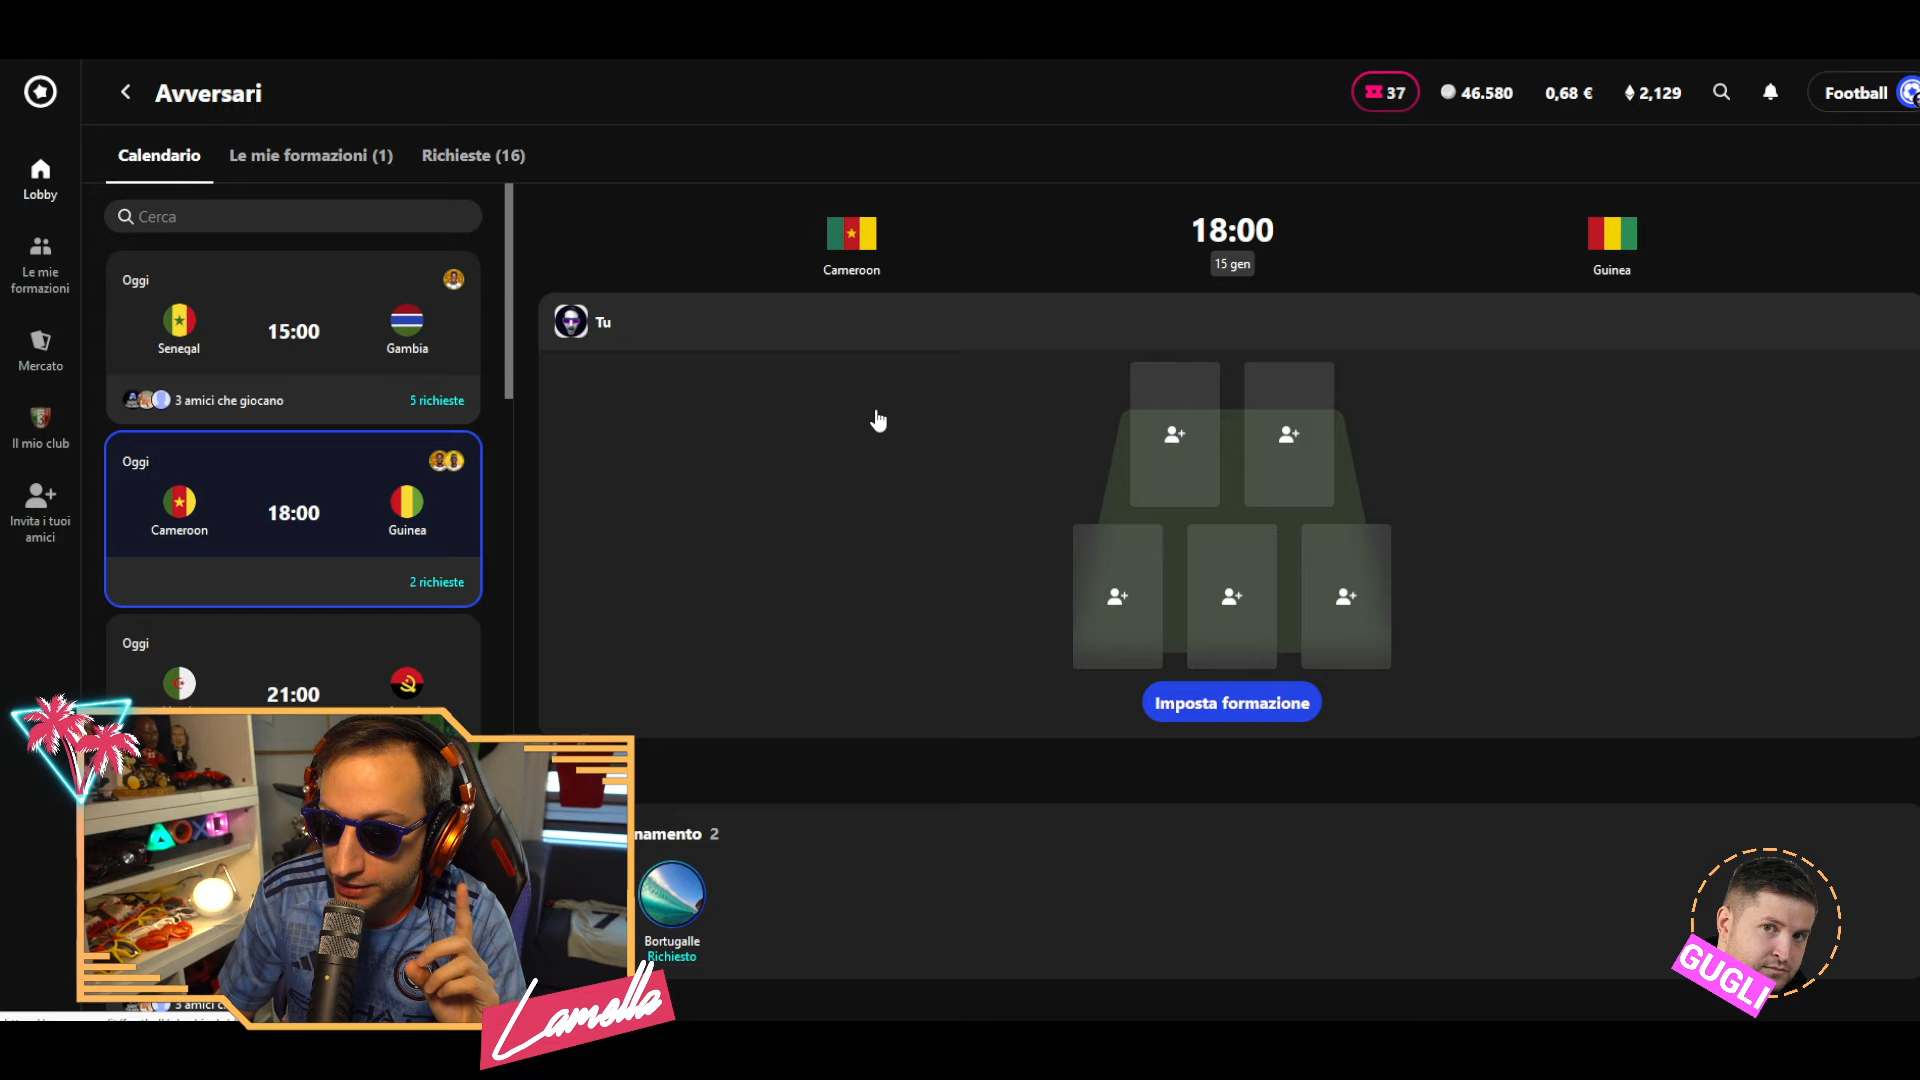 Avversari
37
46.580
0,68 €
2,129
Football
Calendario
Le mie formazioni (1)
Richieste (16)
Lobby
Le mie
formazioni
Mercato
Il mio club
Invita i tuoi
amici
Cerca
Oggi
Senegal
15:00
Gambia
3 amici che giocano
5 richieste
Oggi
Cameroon
18:00
Guinea
2 richieste
Oggi
21:00
Cameroon
18:00
15 gen
Guinea
Tu
Imposta formazione
namento 2
Bortugalle
Richiesto
3 amici c
Lamella
GUGLI